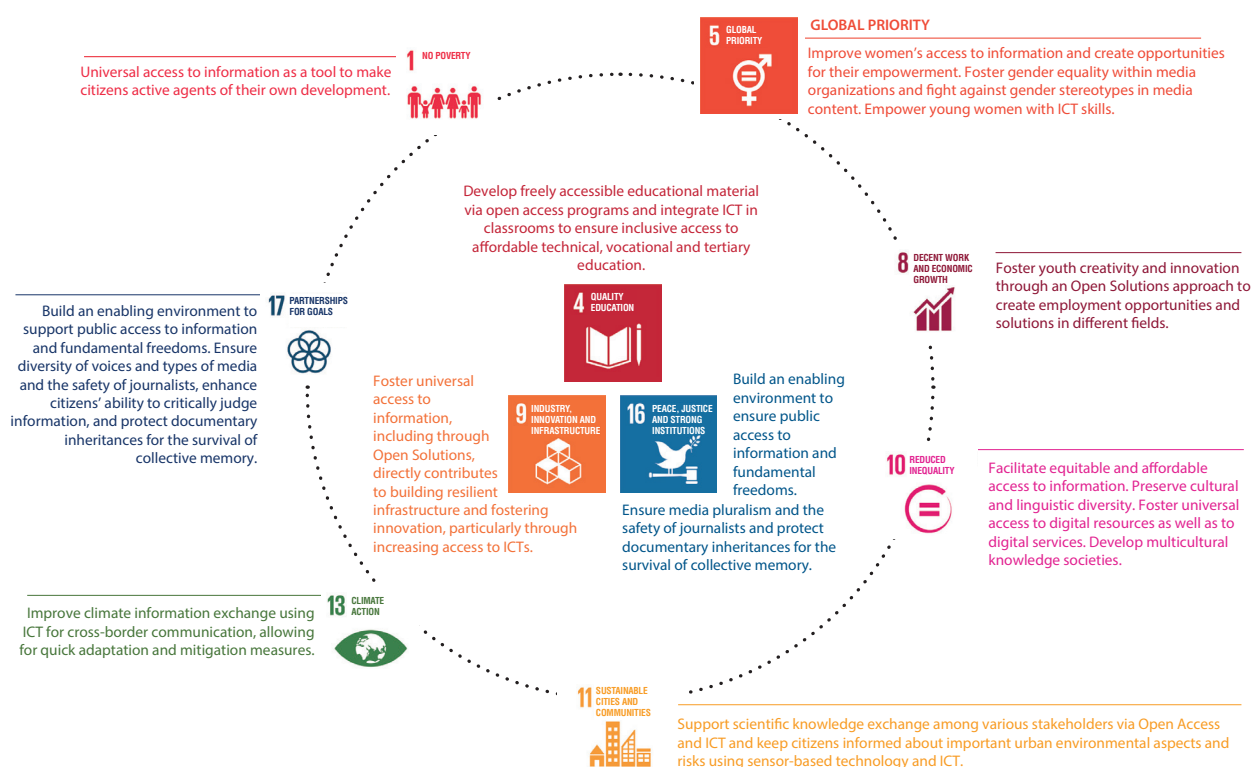 1 NO POVERTY
Universal access to information as a tool to make
citizens active agents of their own development.
5 GLOBAL
PRIORITY
GLOBAL PRIORITY
Improve women's access to information and create opportunities
for their empowerment. Foster gender equality within media
organizations and fight against gender stereotypes in media
content. Empower young women with ICT skills.
Develop freely accessible educational material
via open access programs and integrate ICT in
classrooms to ensure inclusive access to
affordable technical, vocational and tertiary
education.
4 QUALITY
EDUCATION
8 DECENT WORK
AND ECONOMIC
GROWTH
Foster youth creativity and innovation
through an Open Solutions approach to
create employment opportunities and
solutions in different fields.
17 PARTNERSHIPS
FOR GOALS
Build an enabling environment to
support public access to information
and fundamental freedoms. Ensure
diversity of voices and types of media
and the safety of journalists, enhance
citizens' ability to critically judge
information, and protect documentary
inheritances for the survival of
collective memory.
Foster universal
access to
information,
including through
Open Solutions,
directly contributes
to building resilient
infrastructure and fostering
innovation, particularly through
increasing access to ICTs.
9 INDUSTRY,
INNOVATION AND
INFRASTRUCTURE
16 PEACE, JUSTICE
AND STRONG
INSTITUTIONS
Build an enabling
environment to
ensure public
access to
information and
fundamental
freedoms.
Ensure media pluralism and the
safety of journalists and protect
documentary inheritances for the
survival of collective memory.
10 REDUCED
INEQUALITY
Facilitate equitable and affordable
access to information. Preserve cultural
and linguistic diversity. Foster universal
access to digital resources as well as to
digital services. Develop multicultural
knowledge societies.
13 CLIMATE
ACTION
Improve climate information exchange using
ICT for cross-border communication, allowing
for quick adaptation and mitigation measures.
11 SUSTAINABLE
CITIES AND
COMMUNITIES
Support scientific knowledge exchange among various stakeholders via Open Access
and ICT and keep citizens informed about important urban environmental aspects and
risks using sensor-based technology and ICT.